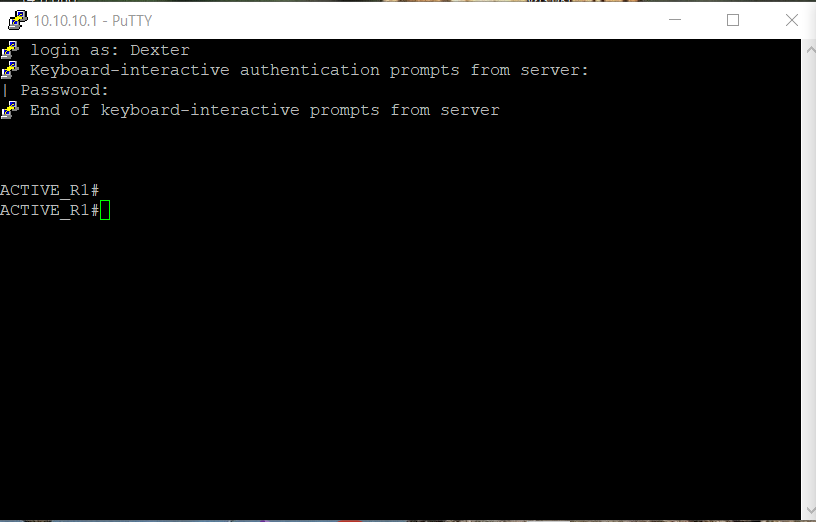 10.10.10.1 - PuTTY
login as: Dexter
Keyboard-interactive authentication prompts from server:
| Password:
End of keyboard-interactive prompts from server
ACTIVE_R1#
ACTIVE_R1#